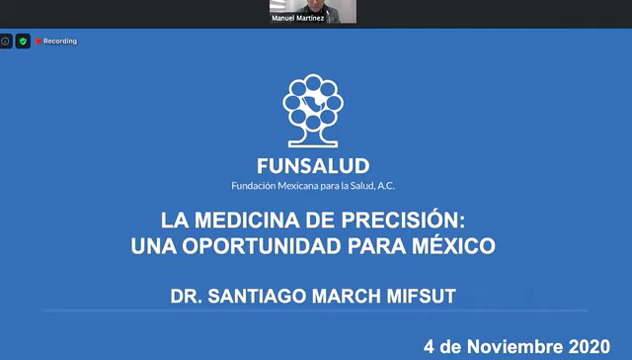 Manuel Martínez
Recording
FUNSALUD
Fundación Mexicana para la Salud, A.C.
LA MEDICINA DE PRECISIÓN:
UNA OPORTUNIDAD PARA MÉXICO
DR. SANTIAGO MARCH MIFSUT
4 de Noviembre 2020